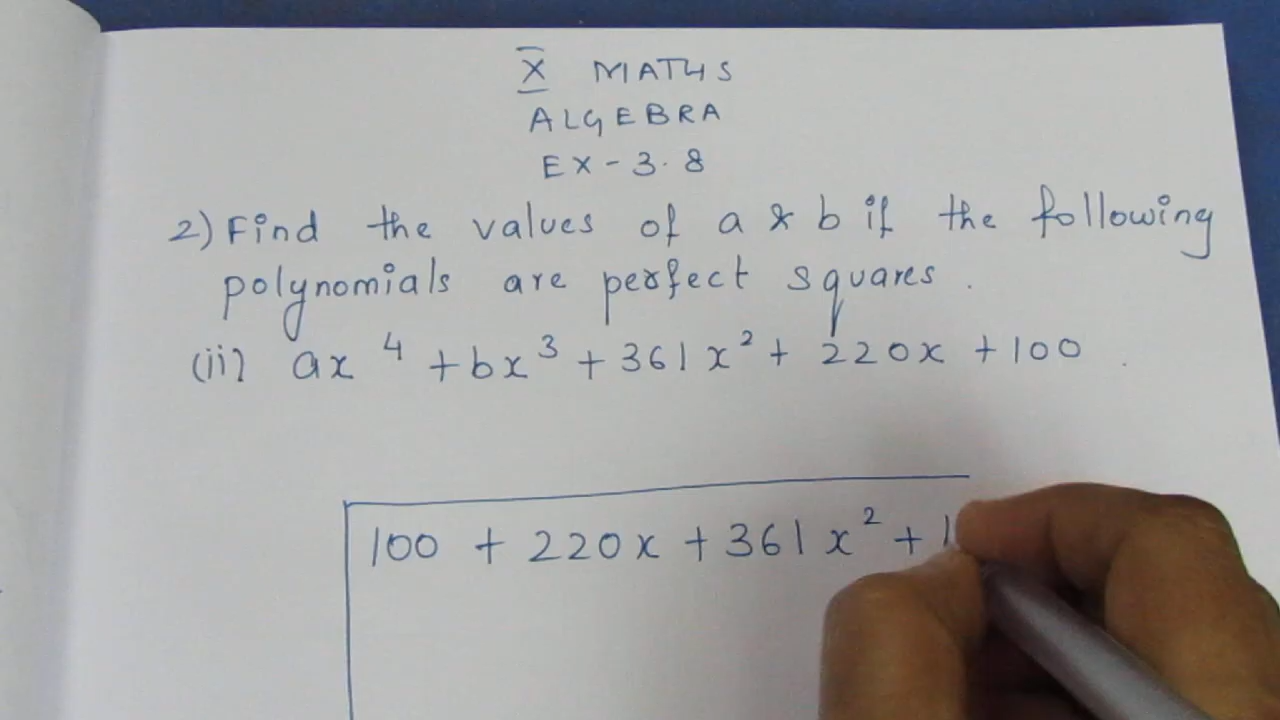 X MATHS
ALGEBRA
EX - 3.8
2) Find the values of a & b if the following
polynomials are perfect squares.
(ii) ax⁴ + bx³ + 361x² + 220x + 100
100 + 220x + 361x² +